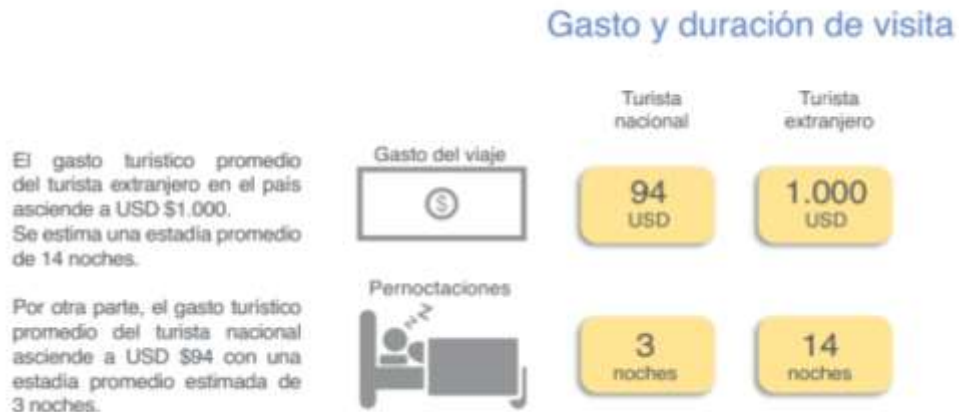 Gasto y duración de visita
Turista
nacional
Turista
extranjero
El gasto turistico promedio
del turista extranjero en el país
asciende a USD $1.000.
Se estima una estadía promedio
de 14 noches.
Por otra parte, el gasto turistico
promedio del turista nacional
asciende a USD $94 con una
estadía promedio estimada de
3 noches.
Gasto del viaje
$
94
USD
1.000
USD
Pernoctaciones
zzZ
3
noches
14
noches